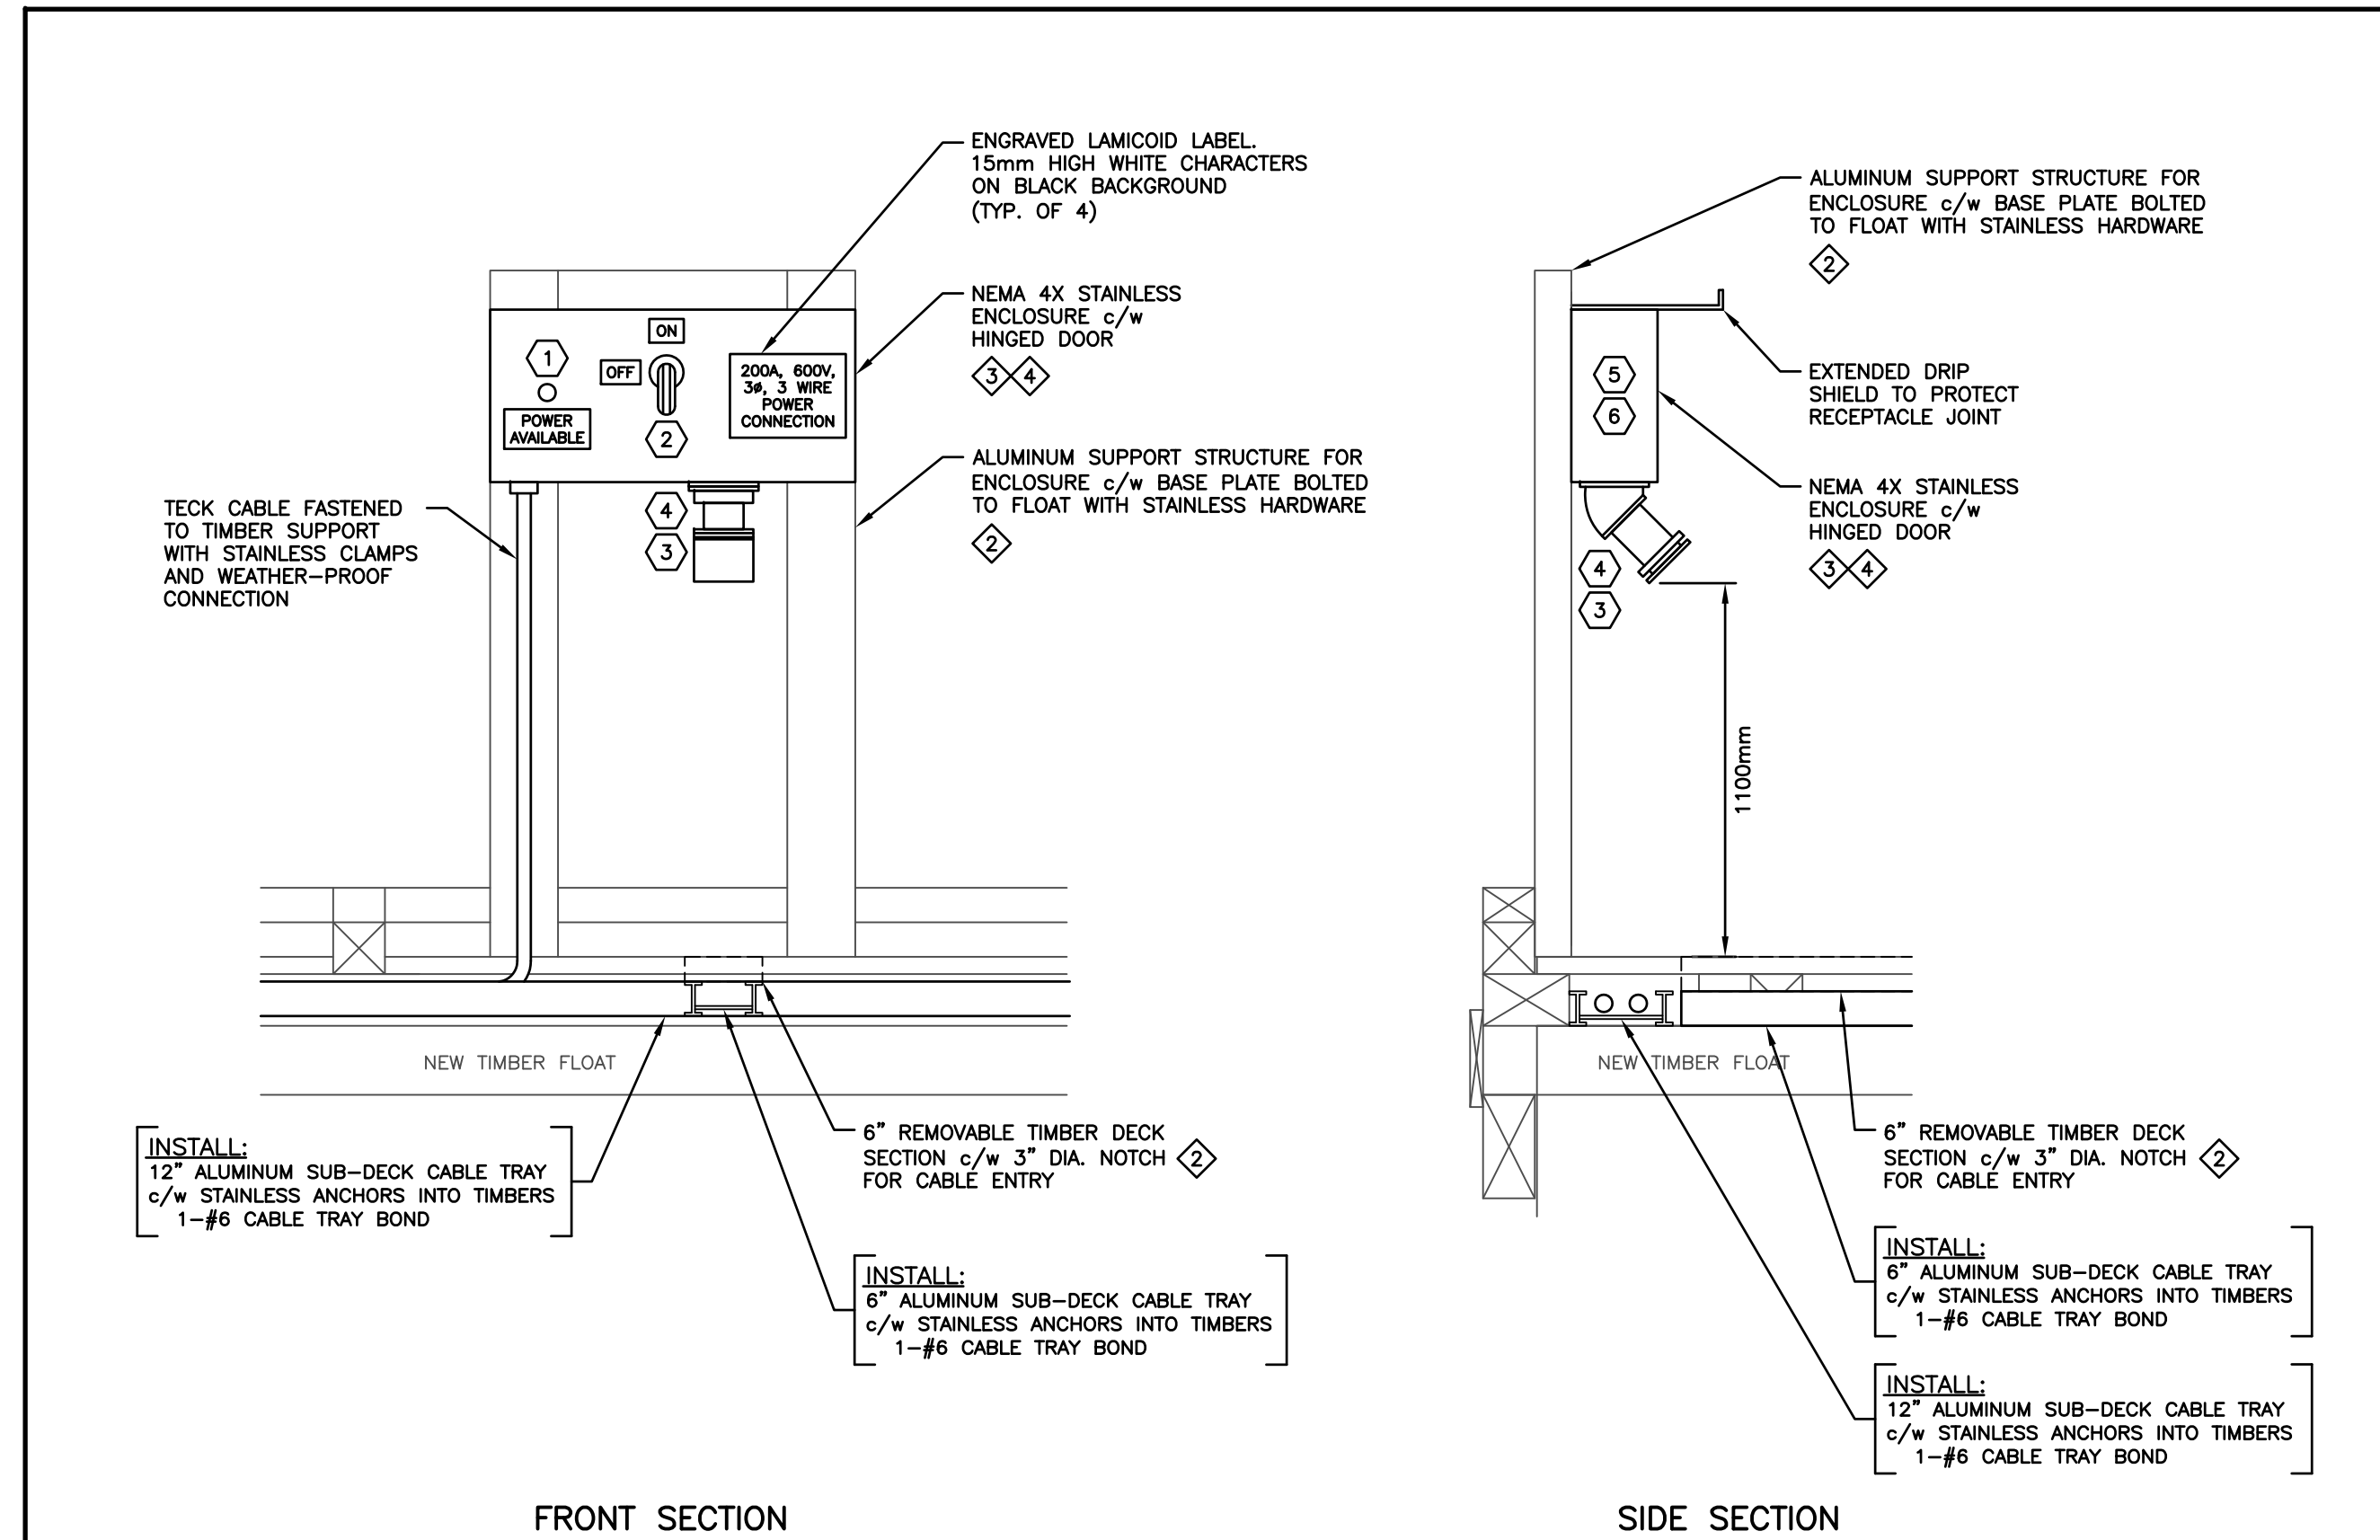 ENGRAVED LAMICOID LABEL.
15mm HIGH WHITE CHARACTERS
ON BLACK BACKGROUND
(TYP. OF 4)
NEMA 4X STAINLESS
ENCLOSURE c/w
HINGED DOOR
3 4
ALUMINUM SUPPORT STRUCTURE FOR
ENCLOSURE c/w BASE PLATE BOLTED
TO FLOAT WITH STAINLESS HARDWARE
2
ON
OFF
1
POWER
AVAILABLE
2
200A, 600V,
3ø, 3 WIRE
POWER
CONNECTION
4
3
TECK CABLE FASTENED
TO TIMBER SUPPORT
WITH STAINLESS CLAMPS
AND WEATHER-PROOF
CONNECTION
NEW TIMBER FLOAT
INSTALL:
12" ALUMINUM SUB-DECK CABLE TRAY
c/w STAINLESS ANCHORS INTO TIMBERS
1-#6 CABLE TRAY BOND
6" REMOVABLE TIMBER DECK
SECTION c/w 3" DIA. NOTCH 2
FOR CABLE ENTRY
INSTALL:
6" ALUMINUM SUB-DECK CABLE TRAY
c/w STAINLESS ANCHORS INTO TIMBERS
1-#6 CABLE TRAY BOND
FRONT SECTION
ALUMINUM SUPPORT STRUCTURE FOR
ENCLOSURE c/w BASE PLATE BOLTED
TO FLOAT WITH STAINLESS HARDWARE
2
EXTENDED DRIP
SHIELD TO PROTECT
RECEPTACLE JOINT
5
6
NEMA 4X STAINLESS
ENCLOSURE c/w
HINGED DOOR
3 4
4
3
1100mm
NEW TIMBER FLOAT
6" REMOVABLE TIMBER DECK
SECTION c/w 3" DIA. NOTCH 2
FOR CABLE ENTRY
INSTALL:
6" ALUMINUM SUB-DECK CABLE TRAY
c/w STAINLESS ANCHORS INTO TIMBERS
1-#6 CABLE TRAY BOND
INSTALL:
12" ALUMINUM SUB-DECK CABLE TRAY
c/w STAINLESS ANCHORS INTO TIMBERS
1-#6 CABLE TRAY BOND
SIDE SECTION